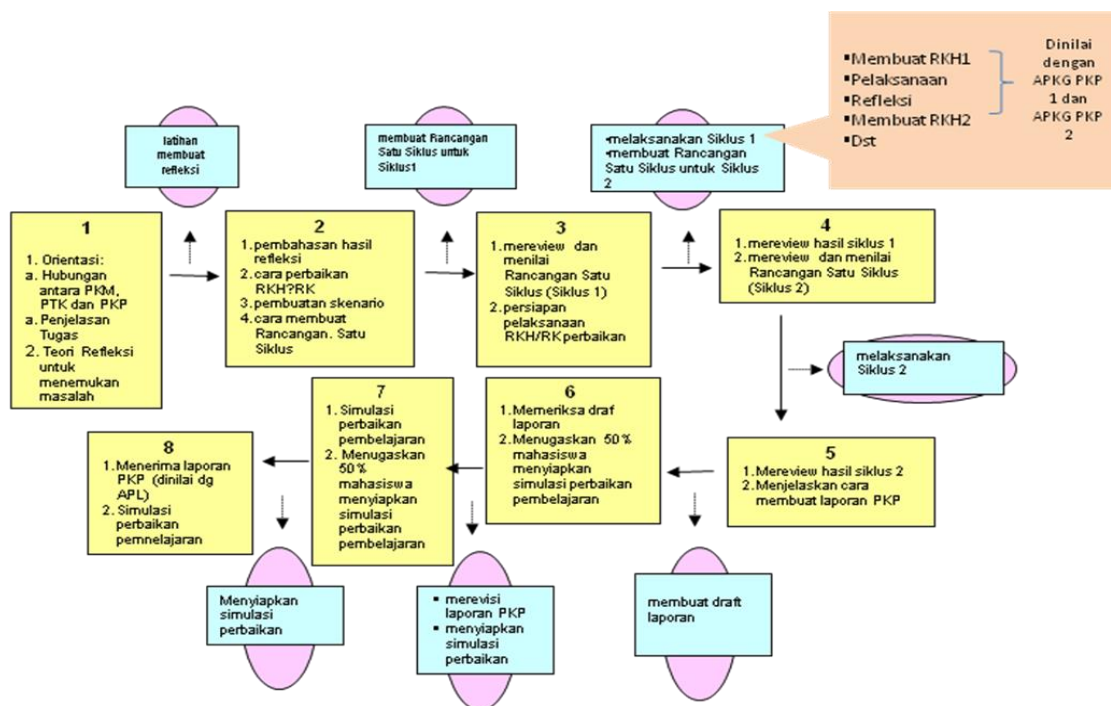 ▪Membuat RKH1
▪Pelaksanaan
▪Refleksi
▪Membuat RKH2
▪Dst
Dinilai
dengan
APKG PKP
1 dan
APKG PKP
2
latihan
membuat
refleksi
membuat Rancangan
Satu Siklus untuk
Siklus1
•melaksanakan Siklus 1
•membuat Rancangan
Satu Siklus untuk Siklus
2
1
1. Orientasi:
a. Hubungan
antara PKM,
PTK dan PKP
a. Penjelasan
Tugas
2. Teori Refleksi
untuk
menemukan
masalah
2
1.pembahasan hasil
refleksi
2.cara perbaikan
RKH?RK
3.pembuatan skenario
4.cara membuat
Rancangan. Satu
Siklus
3
1.mereview dan
menilai
Rancangan Satu
Siklus (Siklus 1)
2.persiapan
pelaksanaan
RKH/RK perbaikan
4
1.mereview hasil siklus 1
2.mereview dan menilai
Rancangan Satu Siklus
(Siklus 2)
melaksanakan
Siklus 2
5
1.Mereview hasil siklus 2
2.Menjelaskan cara
membuat laporan PKP
6
1. Memeriksa draf
laporan
2. Menugaskan 50%
mahasiswa
menyiapkan
simulasi perbaikan
pembelajaran
7
1. Simulasi
perbaikan
pembelajaran
2. Menugaskan
50%
mahasiswa
menyiapkan
simulasi
perbaikan
pembelajaran
8
1.Menerima laporan
PKP (dinilai dg
APL)
2. Simulasi
perbaikan
pemnelajaran
Menyiapkan
simulasi
perbaikan
▪ merevisi
laporan PKP
▪ menyiapkan
simulasi
perbaikan
membuat draft
laporan